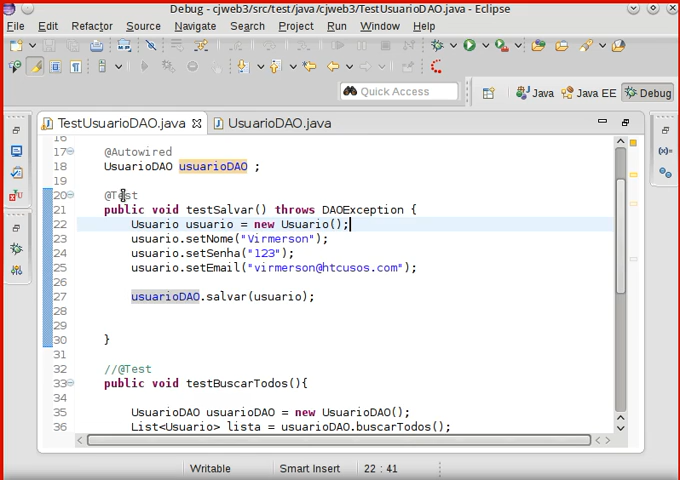 Debug - cjweb3/src/test/java/cjweb3/TestUsuarioDAO.java - Eclipse
File Edit Refactor Source Navigate Search Project Run Window Help
Quick Access Java Java EE Debug
TestUsuarioDAO.java UsuarioDAO.java
16
17 @Autowired
18 UsuarioDAO usuarioDAO ;
19
20 @Test
21 public void testSalvar() throws DAOException {
22 Usuario usuario = new Usuario();
23 usuario.setNome("Virmerson");
24 usuario.setSenha("123");
25 usuario.setEmail("virmerson@htcusos.com");
26
27 usuarioDAO.salvar(usuario);
28
29
30 }
31
32 //@Test
33 public void testBuscarTodos(){
34
35 UsuarioDAO usuarioDAO = new UsuarioDAO();
36 List<Usuario> lista = usuarioDAO.buscarTodos();
Writable Smart Insert 22 : 41